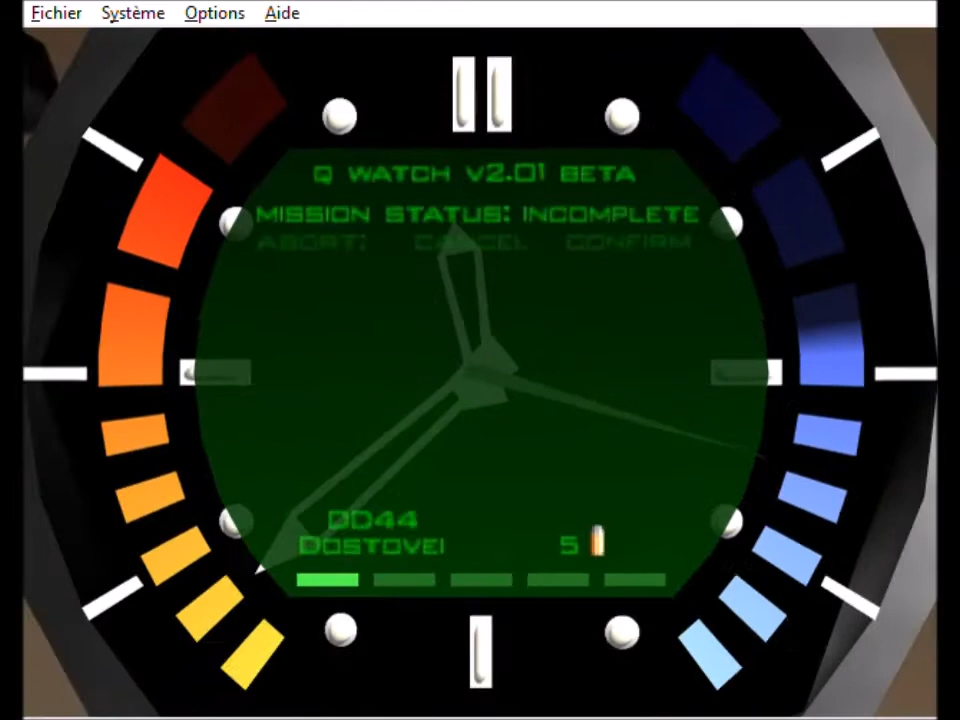 Fichier Système Options Aide
Q WATCH V2.01 BETA
MISSION STATUS: INCOMPLETE
ABORT: CANCEL CONFIRM
DD44
DOSTOVEI
5